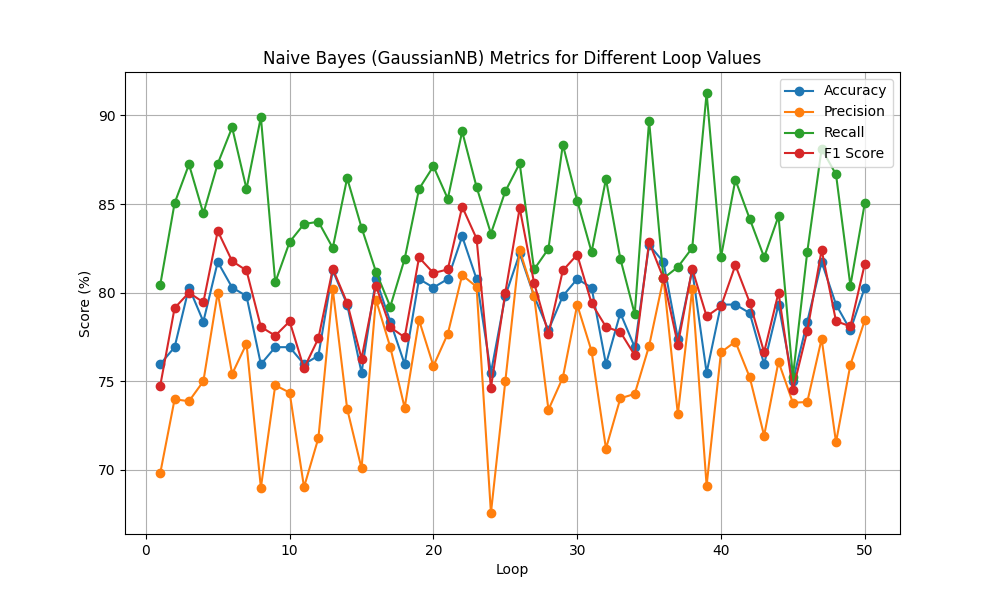 Naive Bayes (GaussianNB) Metrics for Different Loop Values
Accuracy
Precision
Recall
F1 Score
Score (%)
90
85
80
75
70
0 10 20 30 40 50
Loop